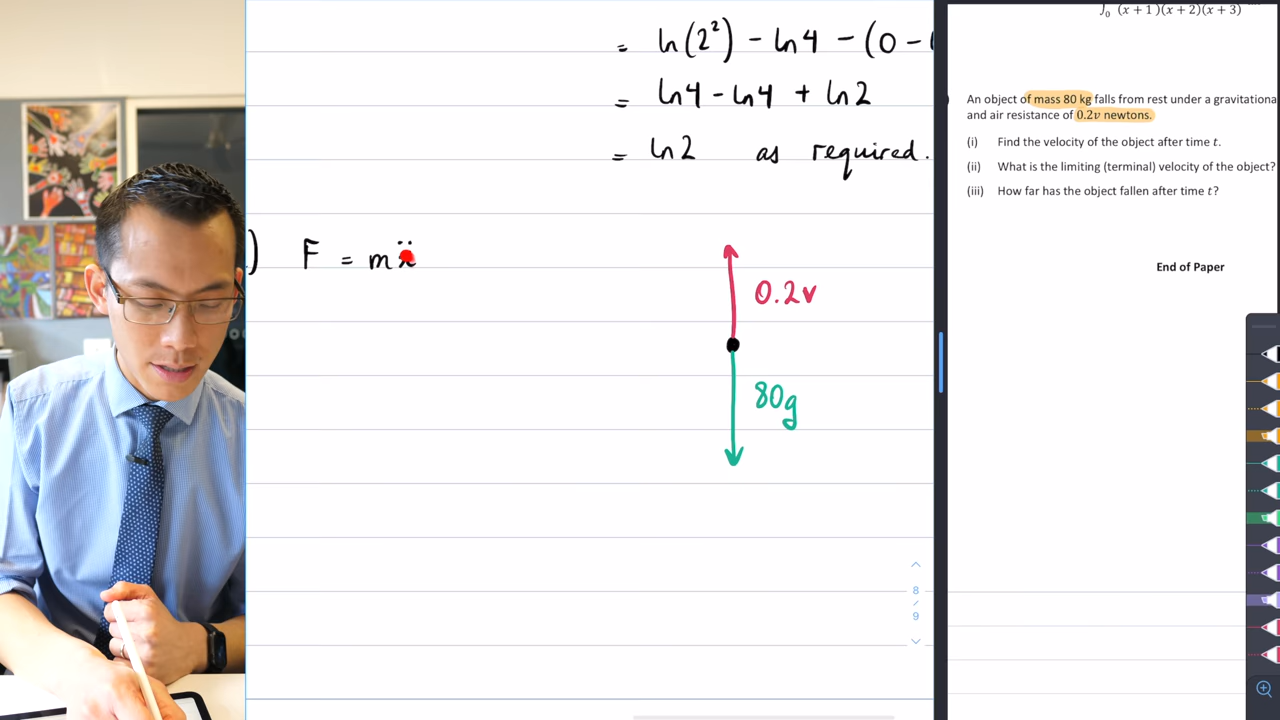 = ln(2²) - ln4 - (0 -
= ln4 - ln4 + ln2
= ln2 as required.
) F = mẍ
0.2v
80g
8
/
9
∫₀ (x + 1)(x + 2)(x + 3)
) An object of mass 80 kg falls from rest under a gravitationa
and air resistance of 0.2v newtons.
(i) Find the velocity of the object after time t.
(ii) What is the limiting (terminal) velocity of the object?
(iii) How far has the object fallen after time t?
End of Paper